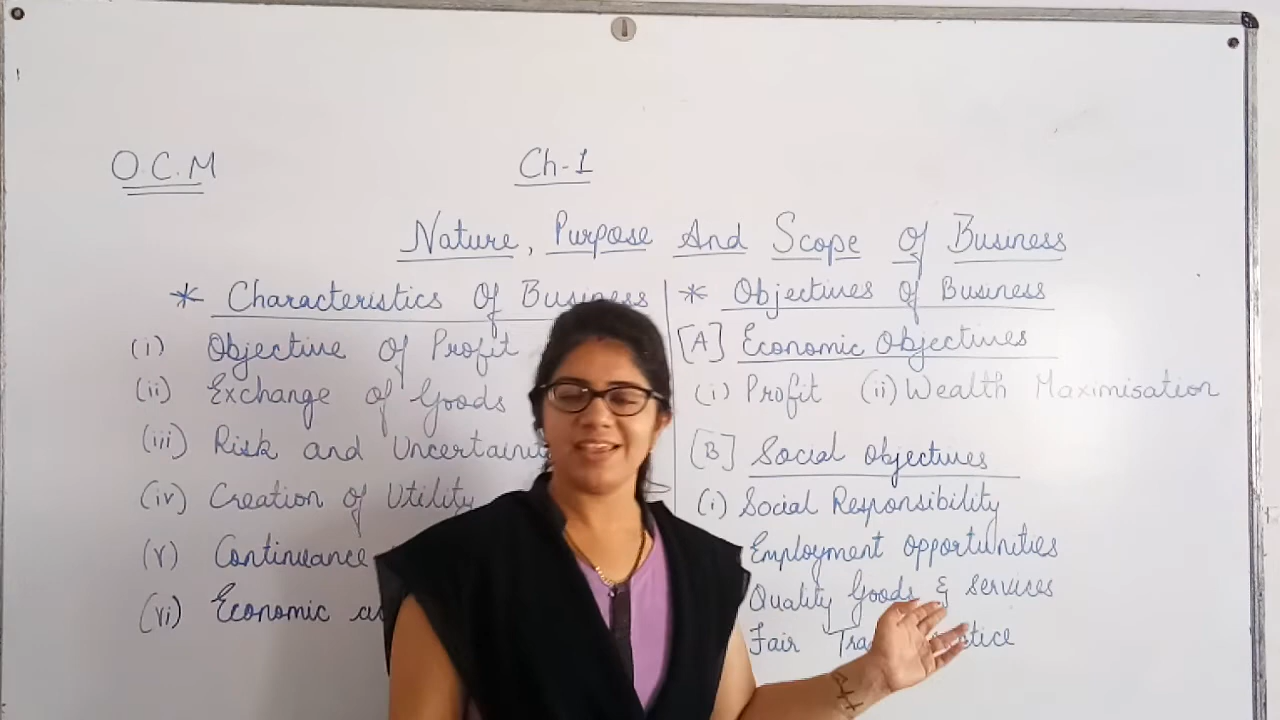 O.C.M
Ch-1
Nature, Purpose And Scope Of Business
* Characteristics Of Business
(i) Objective Of Profit
(ii) Exchange of Goods
(iii) Risk and
(iv) Creation of Utility
(v) Continuance
(vi) Economic
* Objectives Of Business
[A] Economic Objectives
(i) Profit (ii) Wealth Maximisation
[B] Social Objectives
(i) Social Responsibility
Employment opportunities
Quality Goods & services
Fair